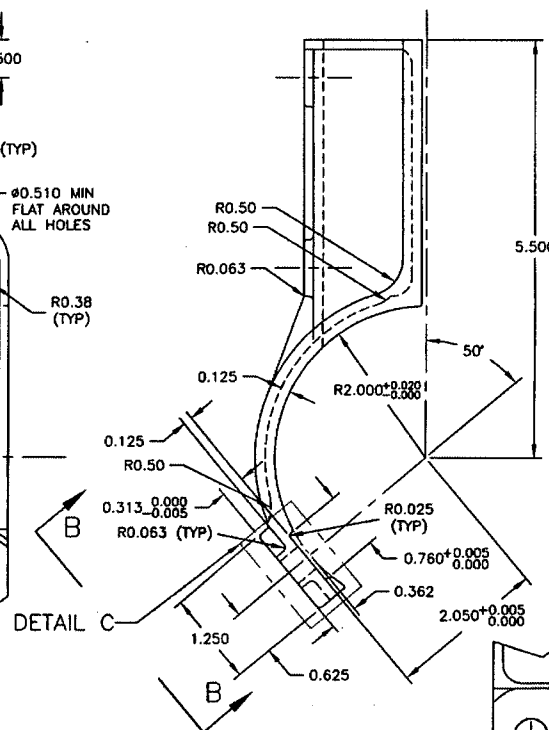 (TYP)
Ø0.510 MIN
FLAT AROUND
ALL HOLES
R0.38
(TYP)
R0.50
R0.50
R0.063
5.500
50°
0.125
R2.000 +0.020
-0.000
0.125
R0.50
0.313 0.000
-0.005
R0.063 (TYP)
R0.025
(TYP)
0.760 +0.005
0.000
0.362
2.050 +0.005
0.000
B
DETAIL C
1.250
0.625
B